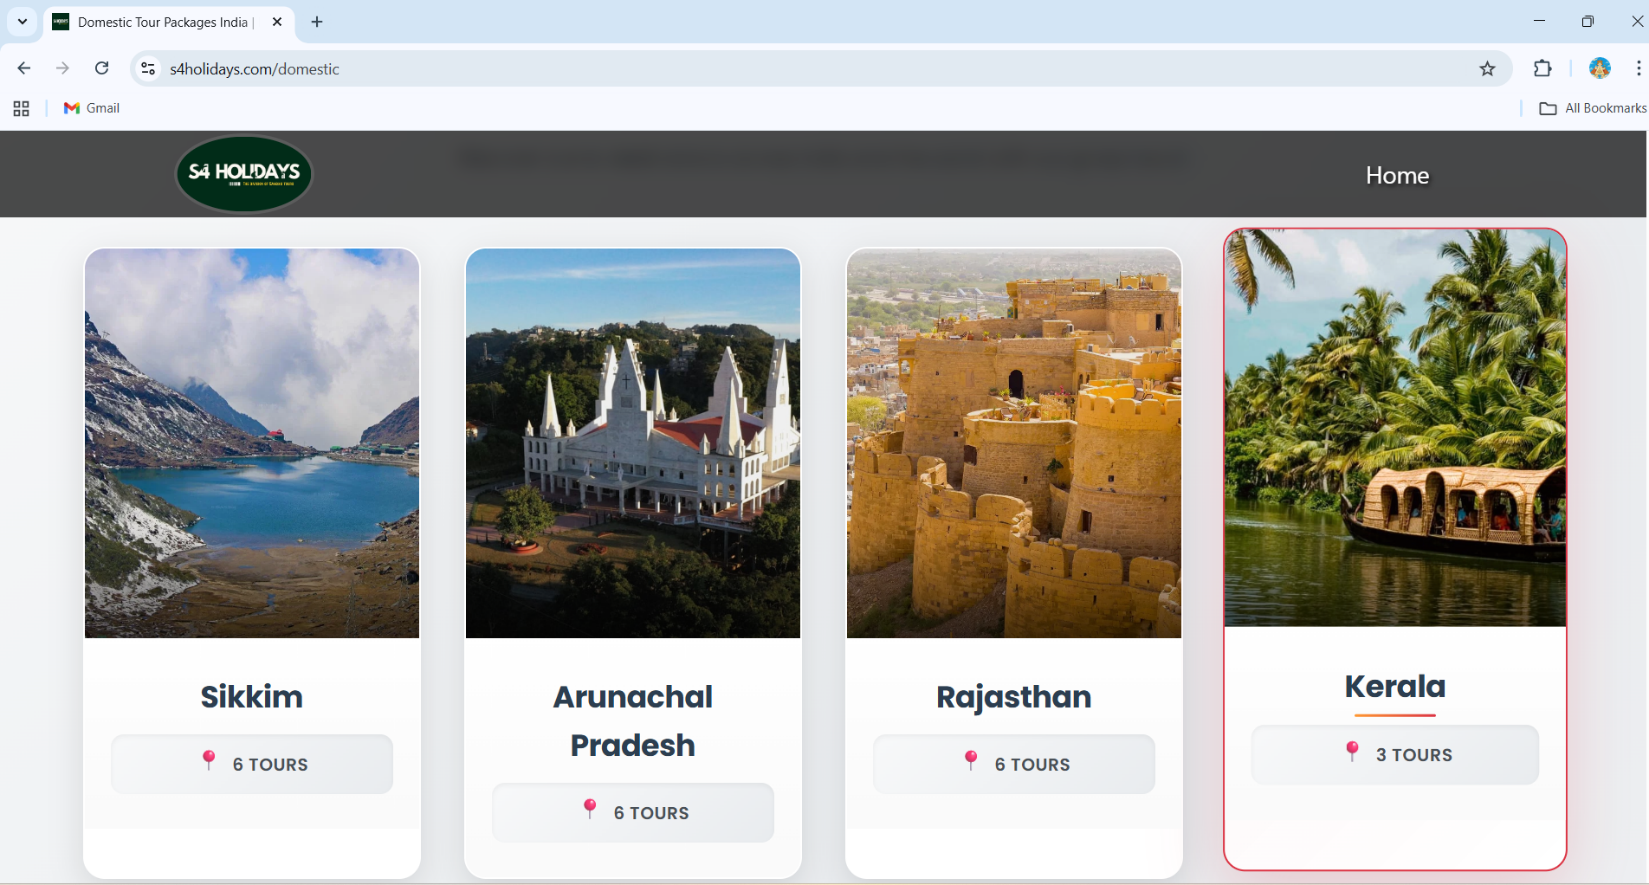 Domestic Tour Packages India |
s4holidays.com/domestic
Gmail
All Bookmarks
S4 HOLIDAYS
Home
Sikkim
6 TOURS
Arunachal
Pradesh
6 TOURS
Rajasthan
6 TOURS
Kerala
3 TOURS